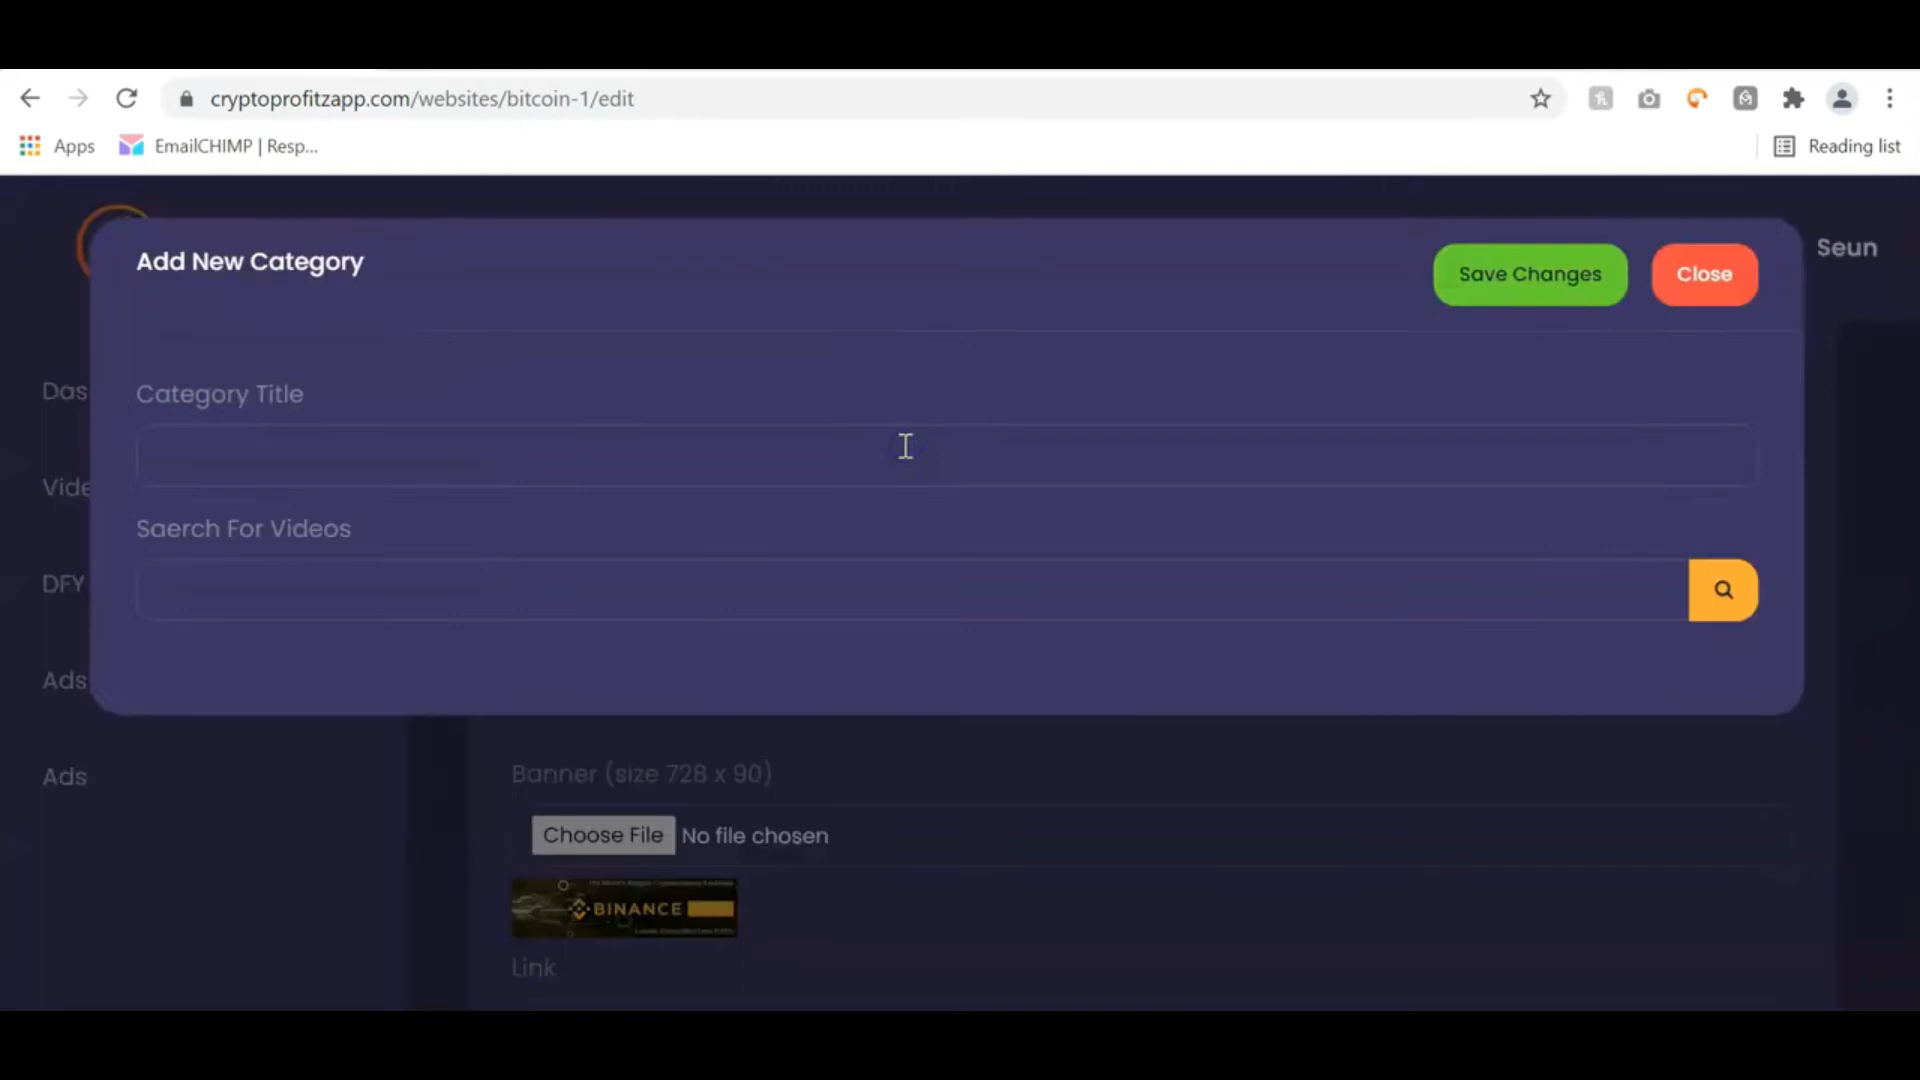 cryptoprofitzapp.com/websites/bitcoin-1/edit
Apps EmailCHIMP | Resp... Reading list
Seun
Add New Category Save Changes Close
Das
Category Title
Vide
Saerch For Videos
DFY
Ads
Ads
Banner (size 728 x 90)
Choose File No file chosen
BINANCE
Link